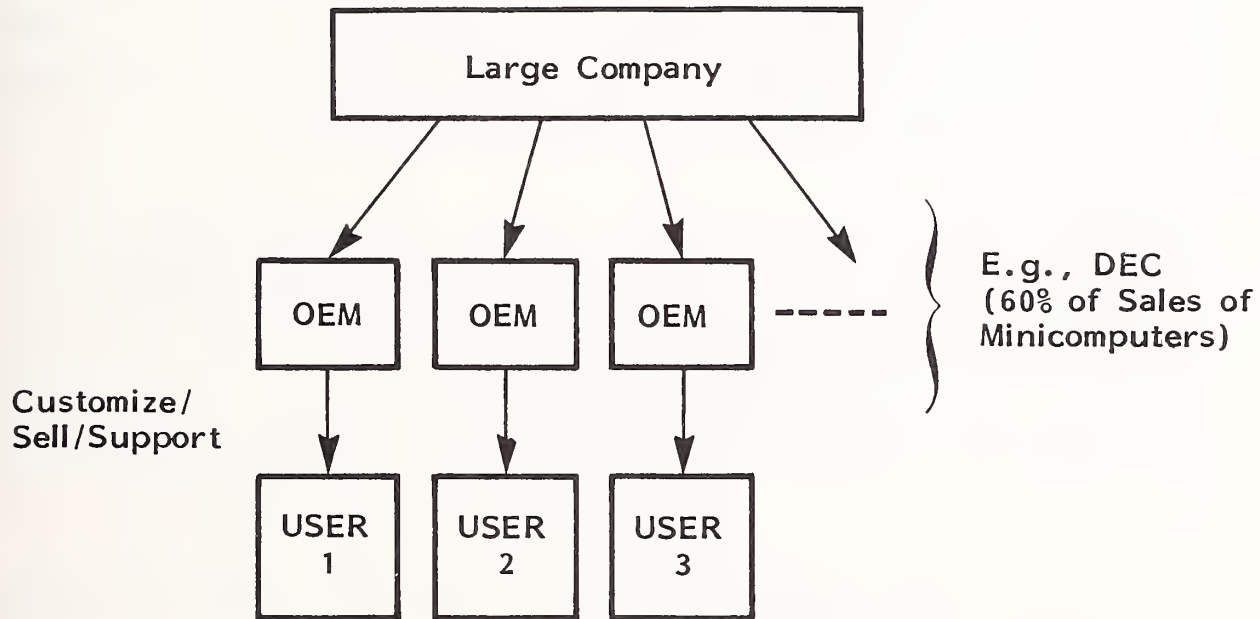 Large Company
OEM
OEM
OEM
E.g., DEC
(60% of Sales of
Minicomputers)
Customize/
Sell/Support
USER
1
USER
2
USER
3